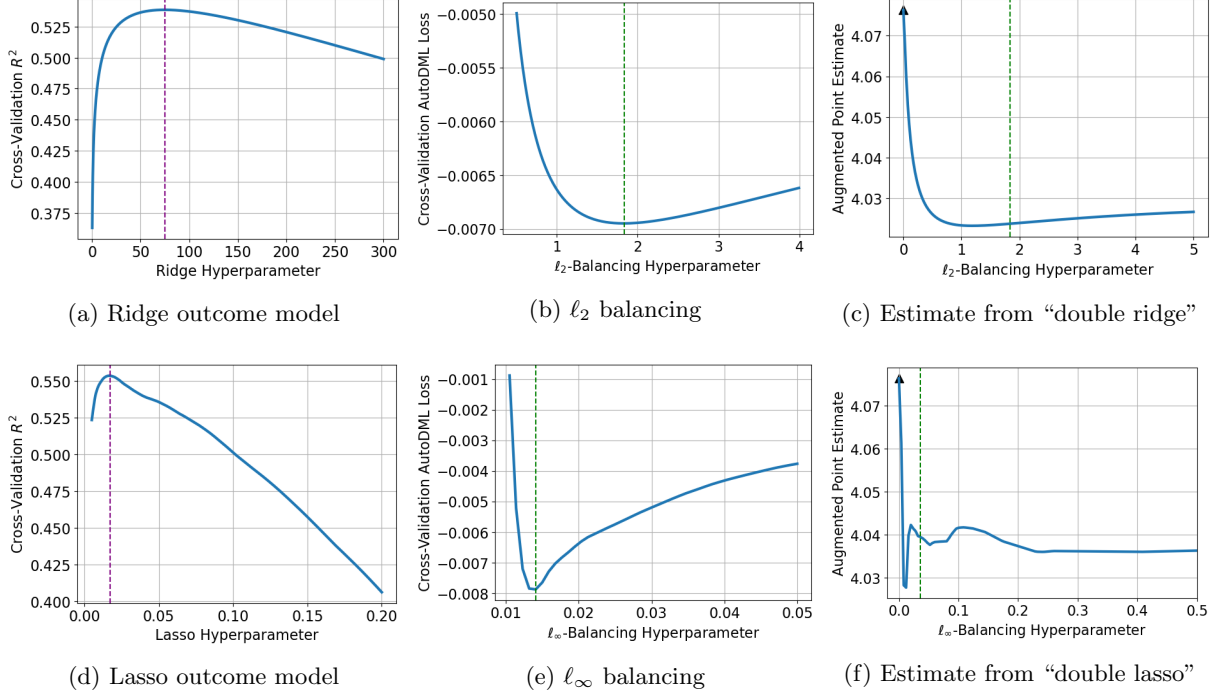 Cross-Validation R²
0.525
0.500
0.475
0.450
0.425
0.400
0.375
0 50 100 150 200 250 300
Ridge Hyperparameter
(a) Ridge outcome model
Cross-Validation AutoDML Loss
−0.0050
−0.0055
−0.0060
−0.0065
−0.0070
1 2 3 4
ℓ₂-Balancing Hyperparameter
(b) ℓ₂ balancing
Augmented Point Estimate
4.07
4.06
4.05
4.04
4.03
0 1 2 3 4 5
ℓ₂-Balancing Hyperparameter
(c) Estimate from “double ridge”
Cross-Validation R²
0.550
0.525
0.500
0.475
0.450
0.425
0.400
0.00 0.05 0.10 0.15 0.20
Lasso Hyperparameter
(d) Lasso outcome model
Cross-Validation AutoDML Loss
−0.001
−0.002
−0.003
−0.004
−0.005
−0.006
−0.007
−0.008
0.01 0.02 0.03 0.04 0.05
ℓ∞-Balancing Hyperparameter
(e) ℓ∞ balancing
Augmented Point Estimate
4.07
4.06
4.05
4.04
4.03
0.0 0.1 0.2 0.3 0.4 0.5
ℓ∞-Balancing Hyperparameter
(f) Estimate from “double lasso”